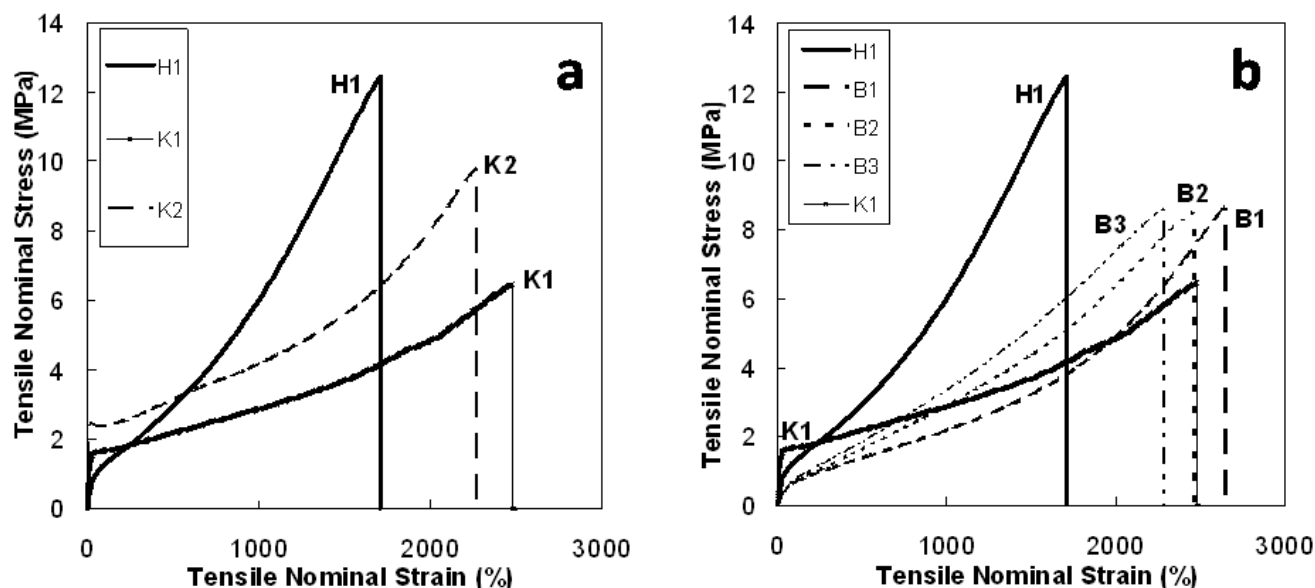 14
12
10
8
6
4
2
0
Tensile Nominal Stress (MPa)
H1
K1
K2
H1
K2
K1
a
0 1000 2000 3000
Tensile Nominal Strain (%)
14
12
10
8
6
4
2
0
Tensile Nominal Stress (MPa)
H1
B1
B2
B3
K1
H1
B3
B2
B1
K1
b
0 1000 2000 3000
Tensile Nominal Strain (%)